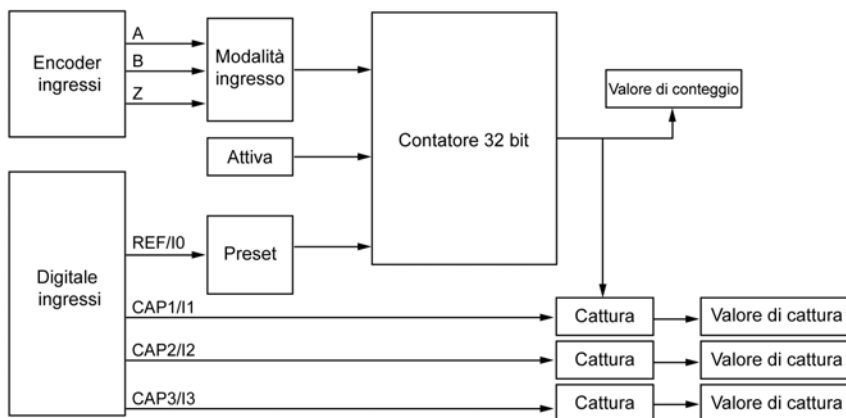 Encoder
ingressi
A
B
Z
Modalità
ingresso
Attiva
Contatore 32 bit
Valore di conteggio
Digitale
ingressi
REF/I0
Preset
CAP1/I1
Cattura
Valore di cattura
CAP2/I2
Cattura
Valore di cattura
CAP3/I3
Cattura
Valore di cattura